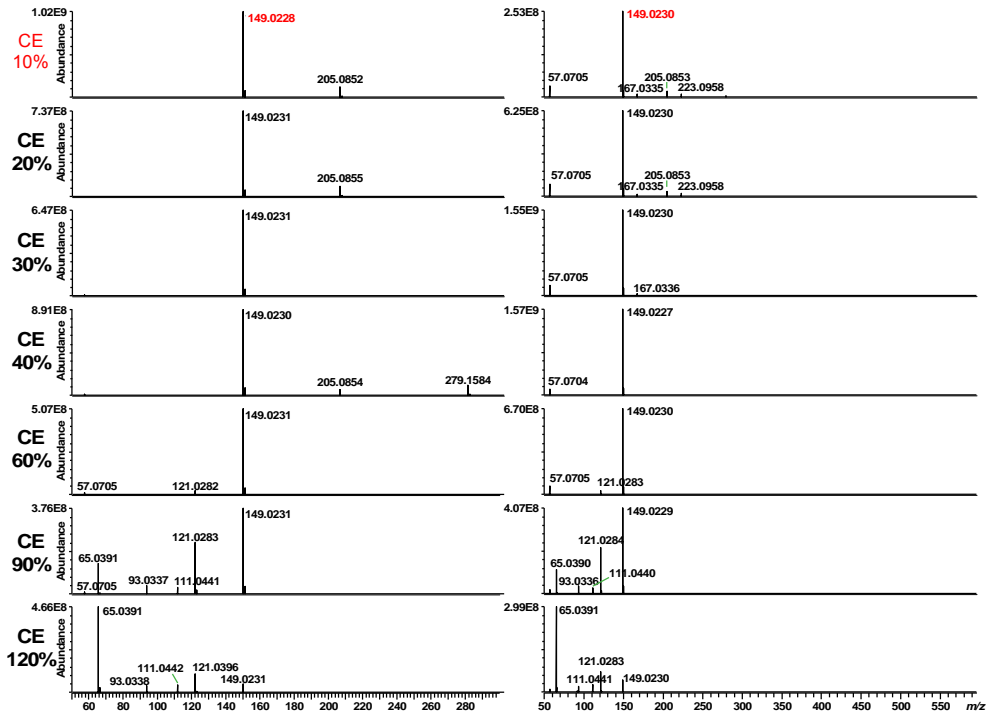 1.02E9 149.0228 2.53E8 149.0230
CE
10%
Abundance
205.0852 57.0705 167.0335 205.0853 223.0958
7.37E8 149.0231 6.25E8 149.0230
CE
20%
Abundance
205.0855 57.0705 167.0335 205.0853 223.0958
6.47E8 149.0231 1.55E9 149.0230
CE
30%
Abundance
57.0705 167.0336
8.91E8 149.0230 1.57E9 149.0227
CE
40%
Abundance
205.0854 279.1584 57.0704
5.07E8 149.0231 6.70E8 149.0230
CE
60%
Abundance
57.0705 121.0282 57.0705 121.0283
3.76E8 149.0231 4.07E8 149.0229
CE
90%
Abundance
121.0283 121.0284
65.0391 93.0337 111.0441 65.0390 93.0336 111.0440
57.0705
4.66E8 65.0391 2.99E8 65.0391
CE
120%
Abundance
93.0338 111.0442 121.0396 149.0231 111.0441 121.0283 149.0230
60 80 100 120 140 160 180 200 220 240 260 280 50 100 150 200 250 300 350 400 450 500 550 m/z